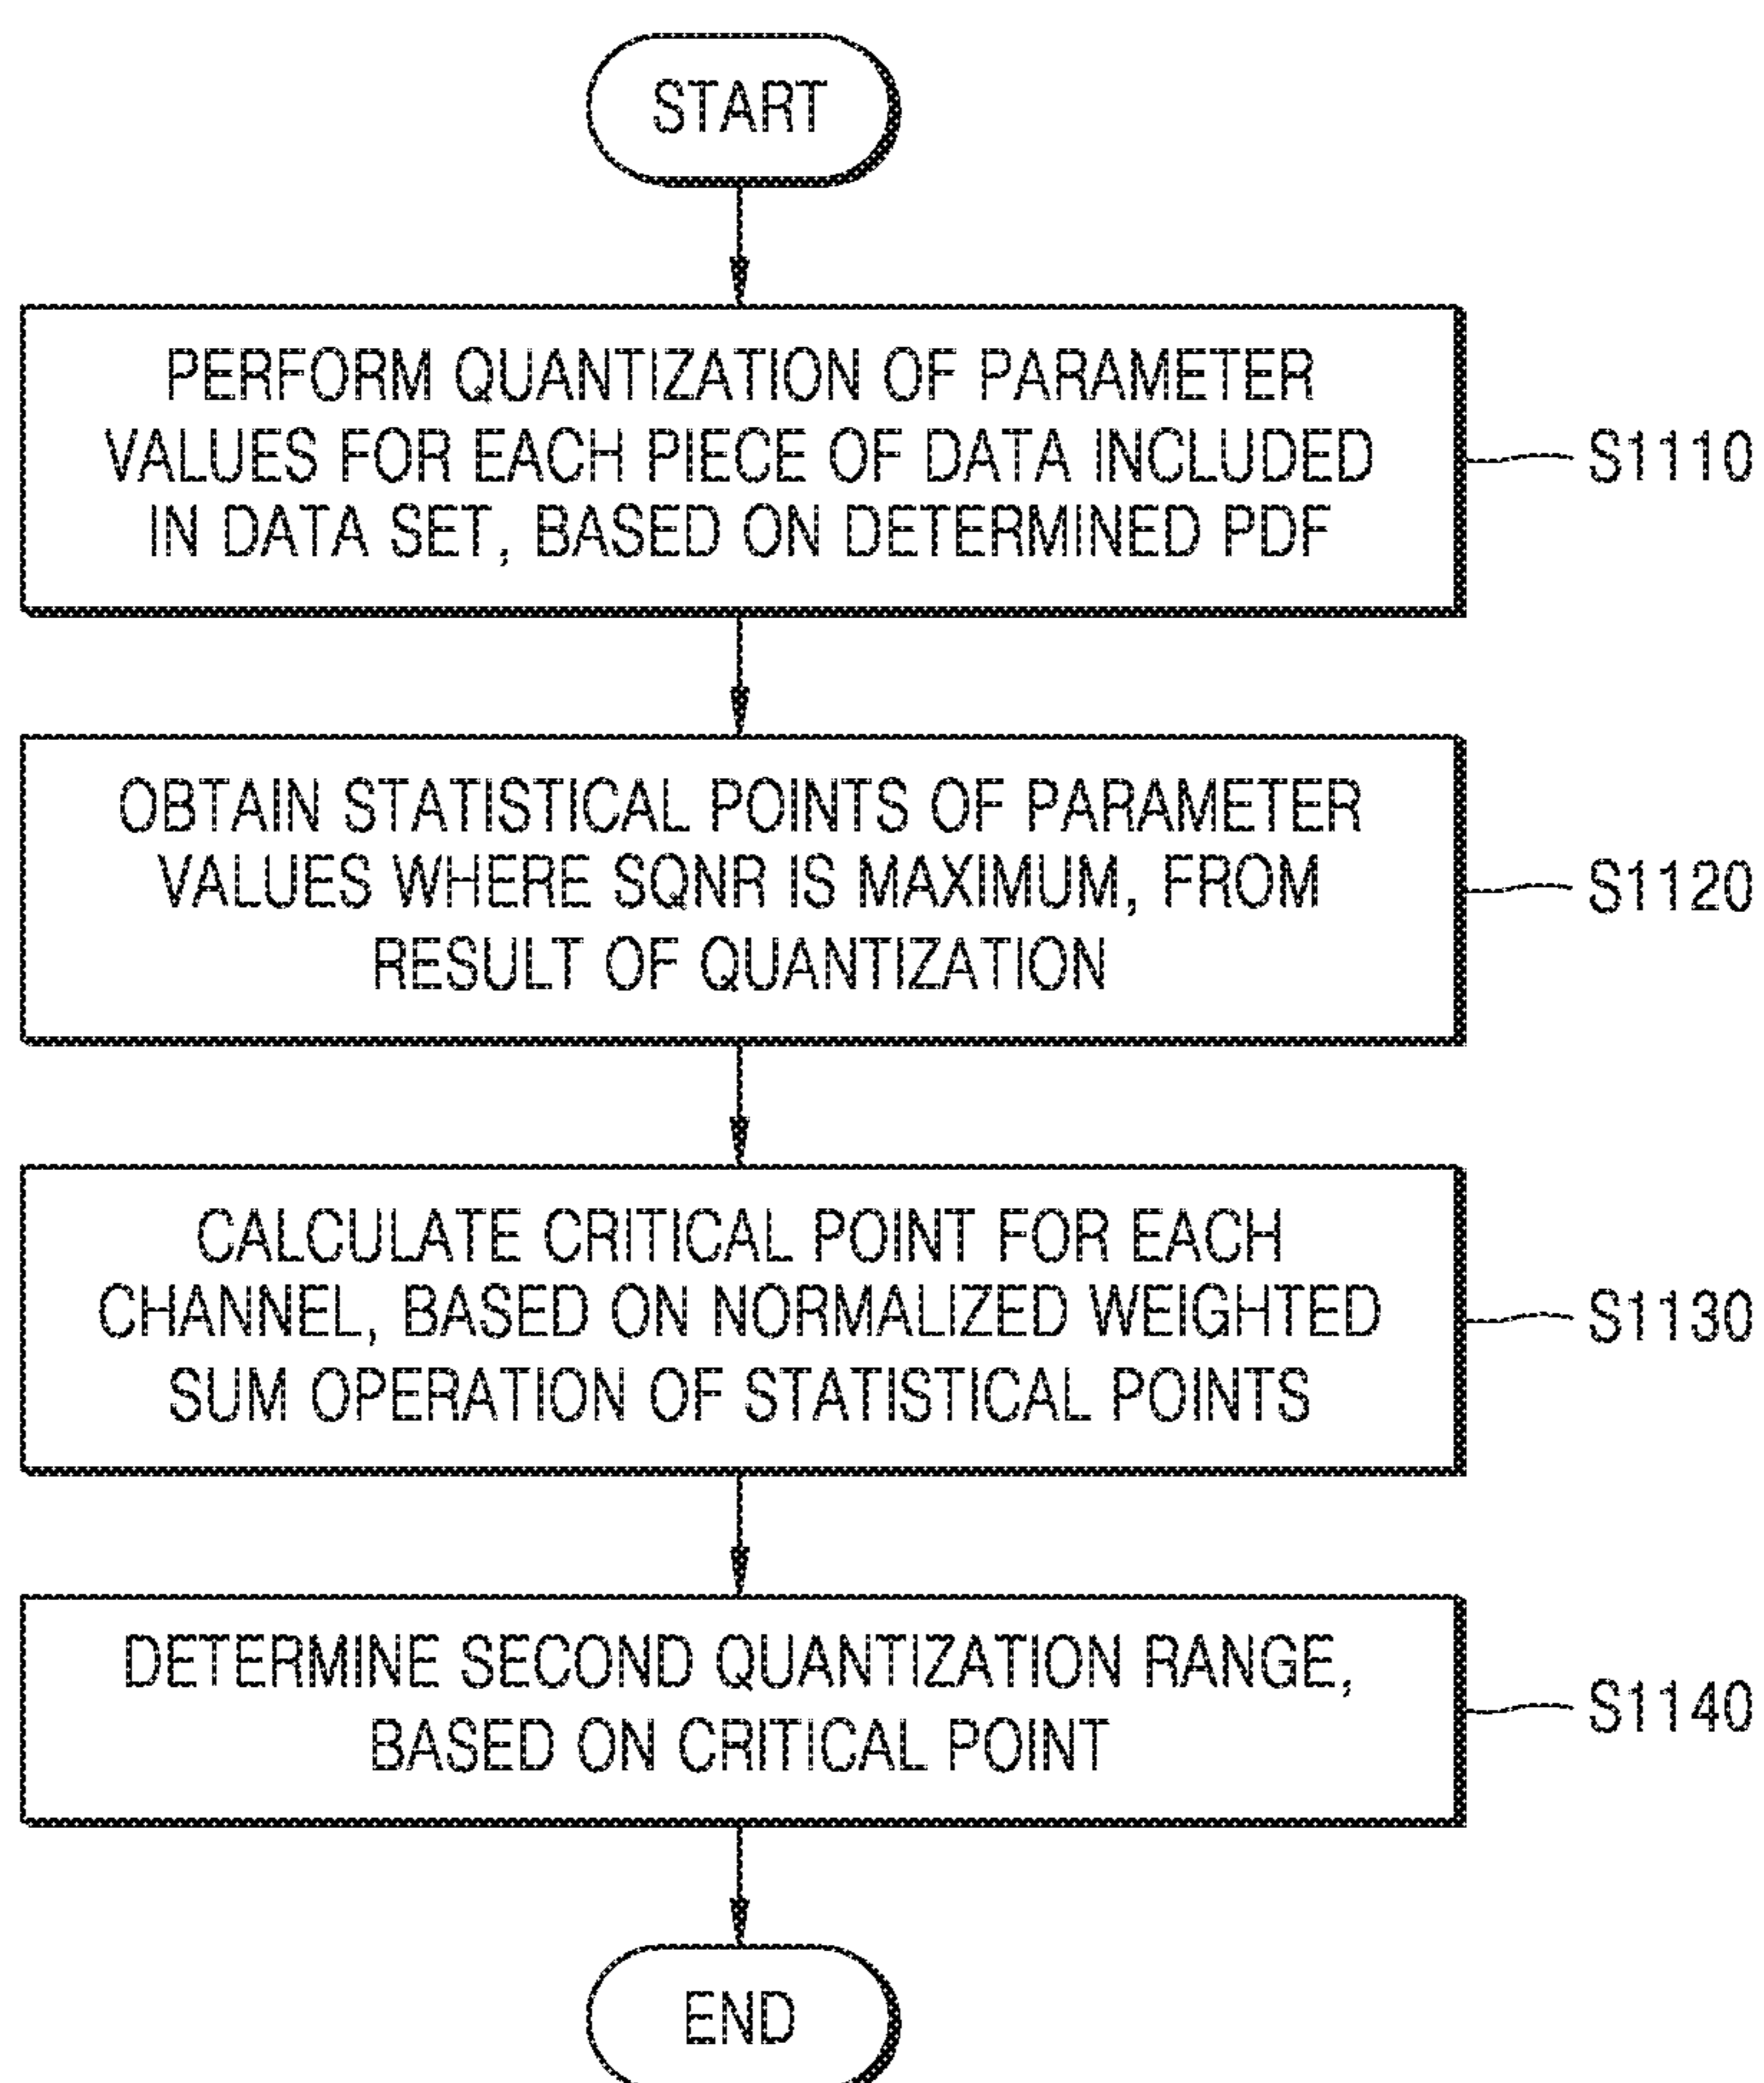 START
PERFORM QUANTIZATION OF PARAMETER
VALUES FOR EACH PIECE OF DATA INCLUDED
IN DATA SET, BASED ON DETERMINED PDF
S1110
OBTAIN STATISTICAL POINTS OF PARAMETER
VALUES WHERE SQNR IS MAXIMUM, FROM
RESULT OF QUANTIZATION
S1120
CALCULATE CRITICAL POINT FOR EACH
CHANNEL, BASED ON NORMALIZED WEIGHTED
SUM OPERATION OF STATISTICAL POINTS
S1130
DETERMINE SECOND QUANTIZATION RANGE,
BASED ON CRITICAL POINT
S1140
END